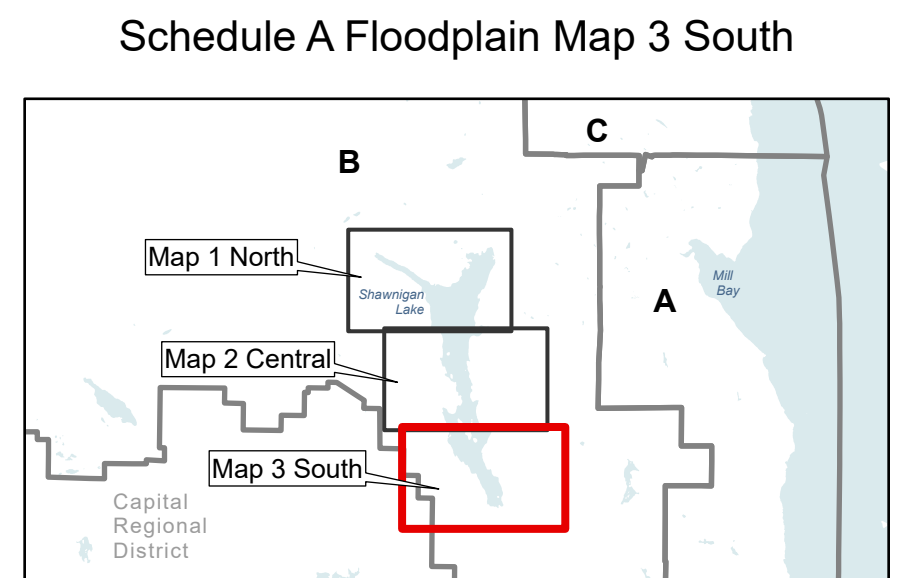 Schedule A Floodplain Map 3 South
C
B
Map 1 North
Mill
Bay
Shawnigan
Lake
A
Map 2 Central
Map 3 South
Capital
Regional
District